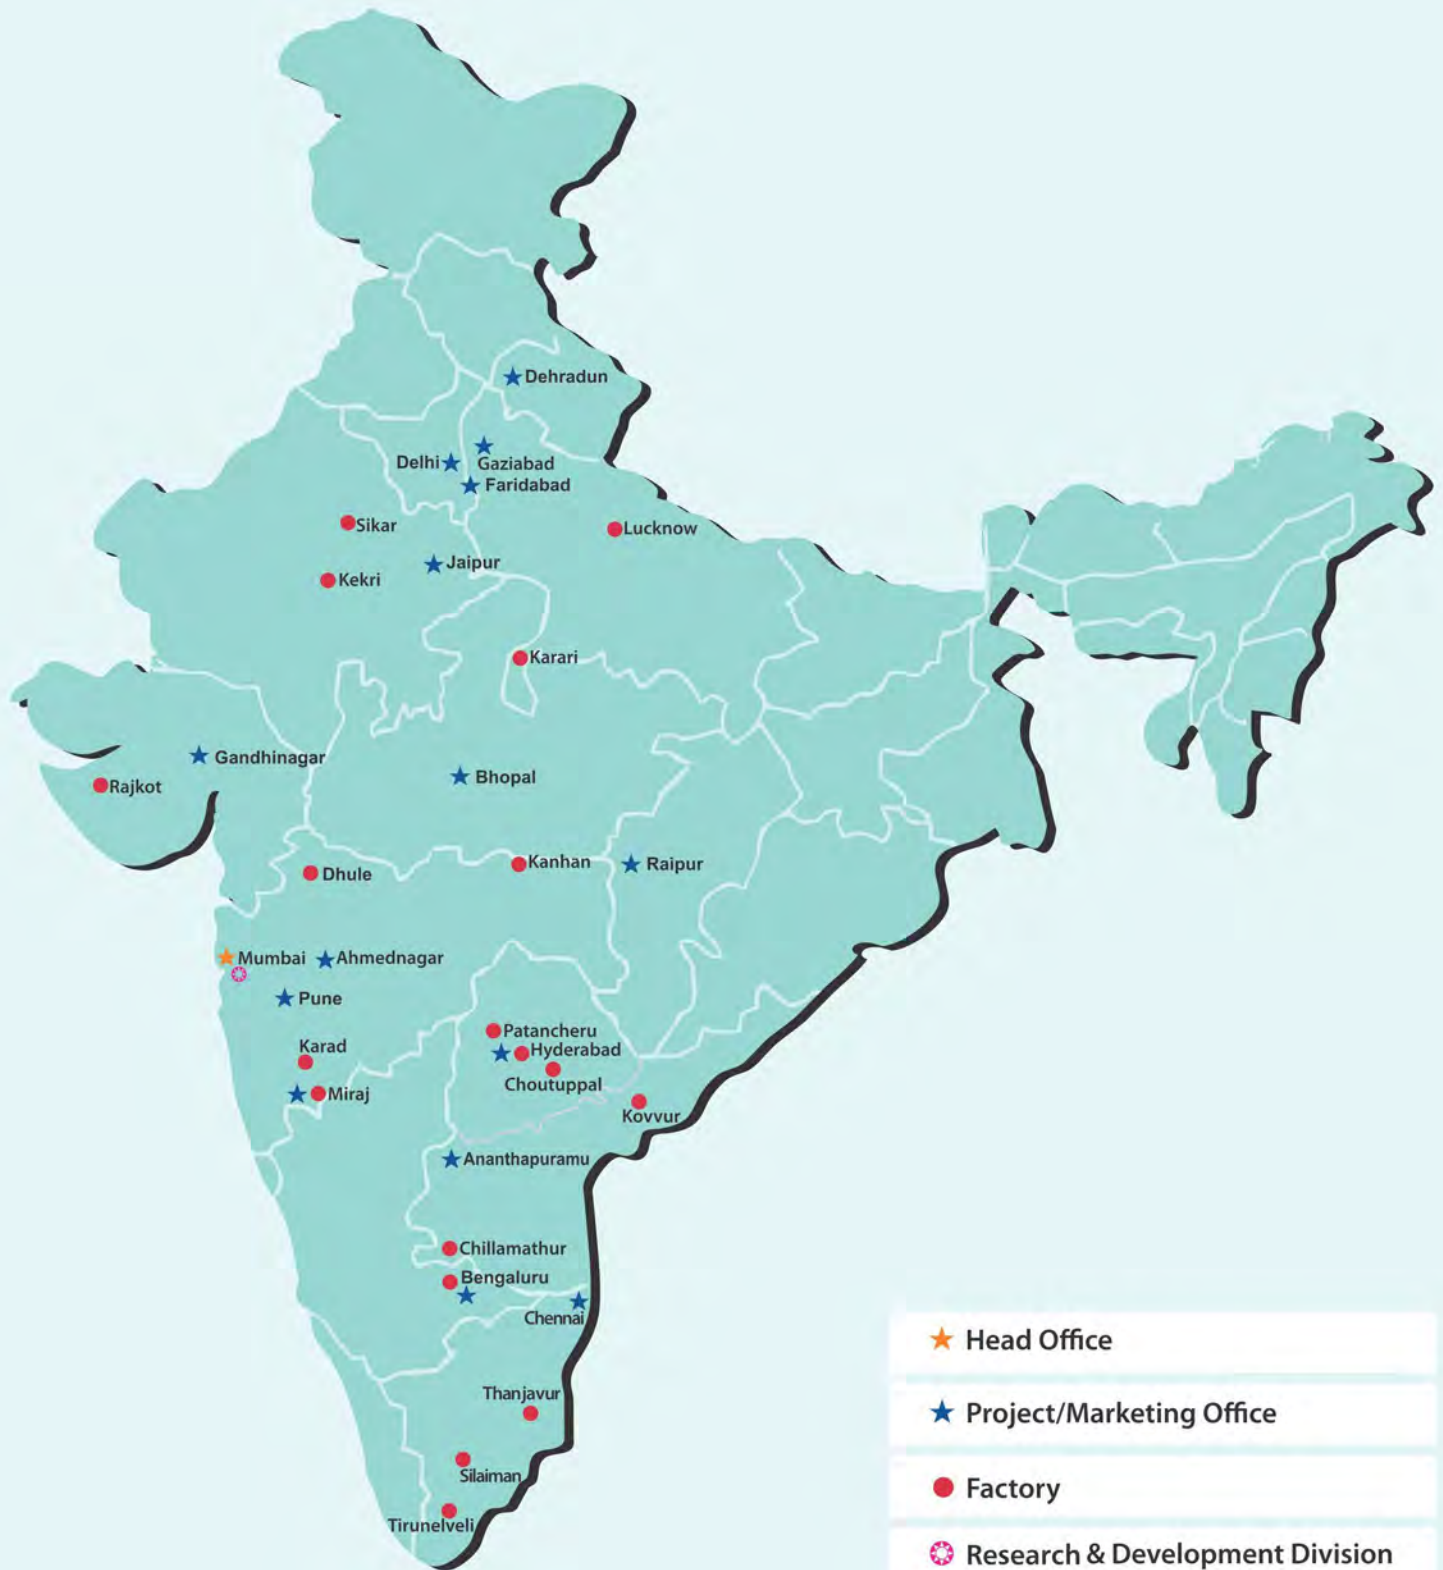 Dehradun
Delhi
Gaziabad
Faridabad
Sikar
Lucknow
Jaipur
Kekri
Karari
Gandhinagar
Bhopal
Rajkot
Kanhan
Raipur
Dhule
Mumbai
Ahmednagar
Pune
Patancheru
Karad
Hyderabad
Choutuppal
Miraj
Kovvur
Ananthapuramu
Chillamathur
Bengaluru
Chennai
Thanjavur
Silaiman
Tirunelveli
Head Office
Project/Marketing Office
Factory
Research & Development Division